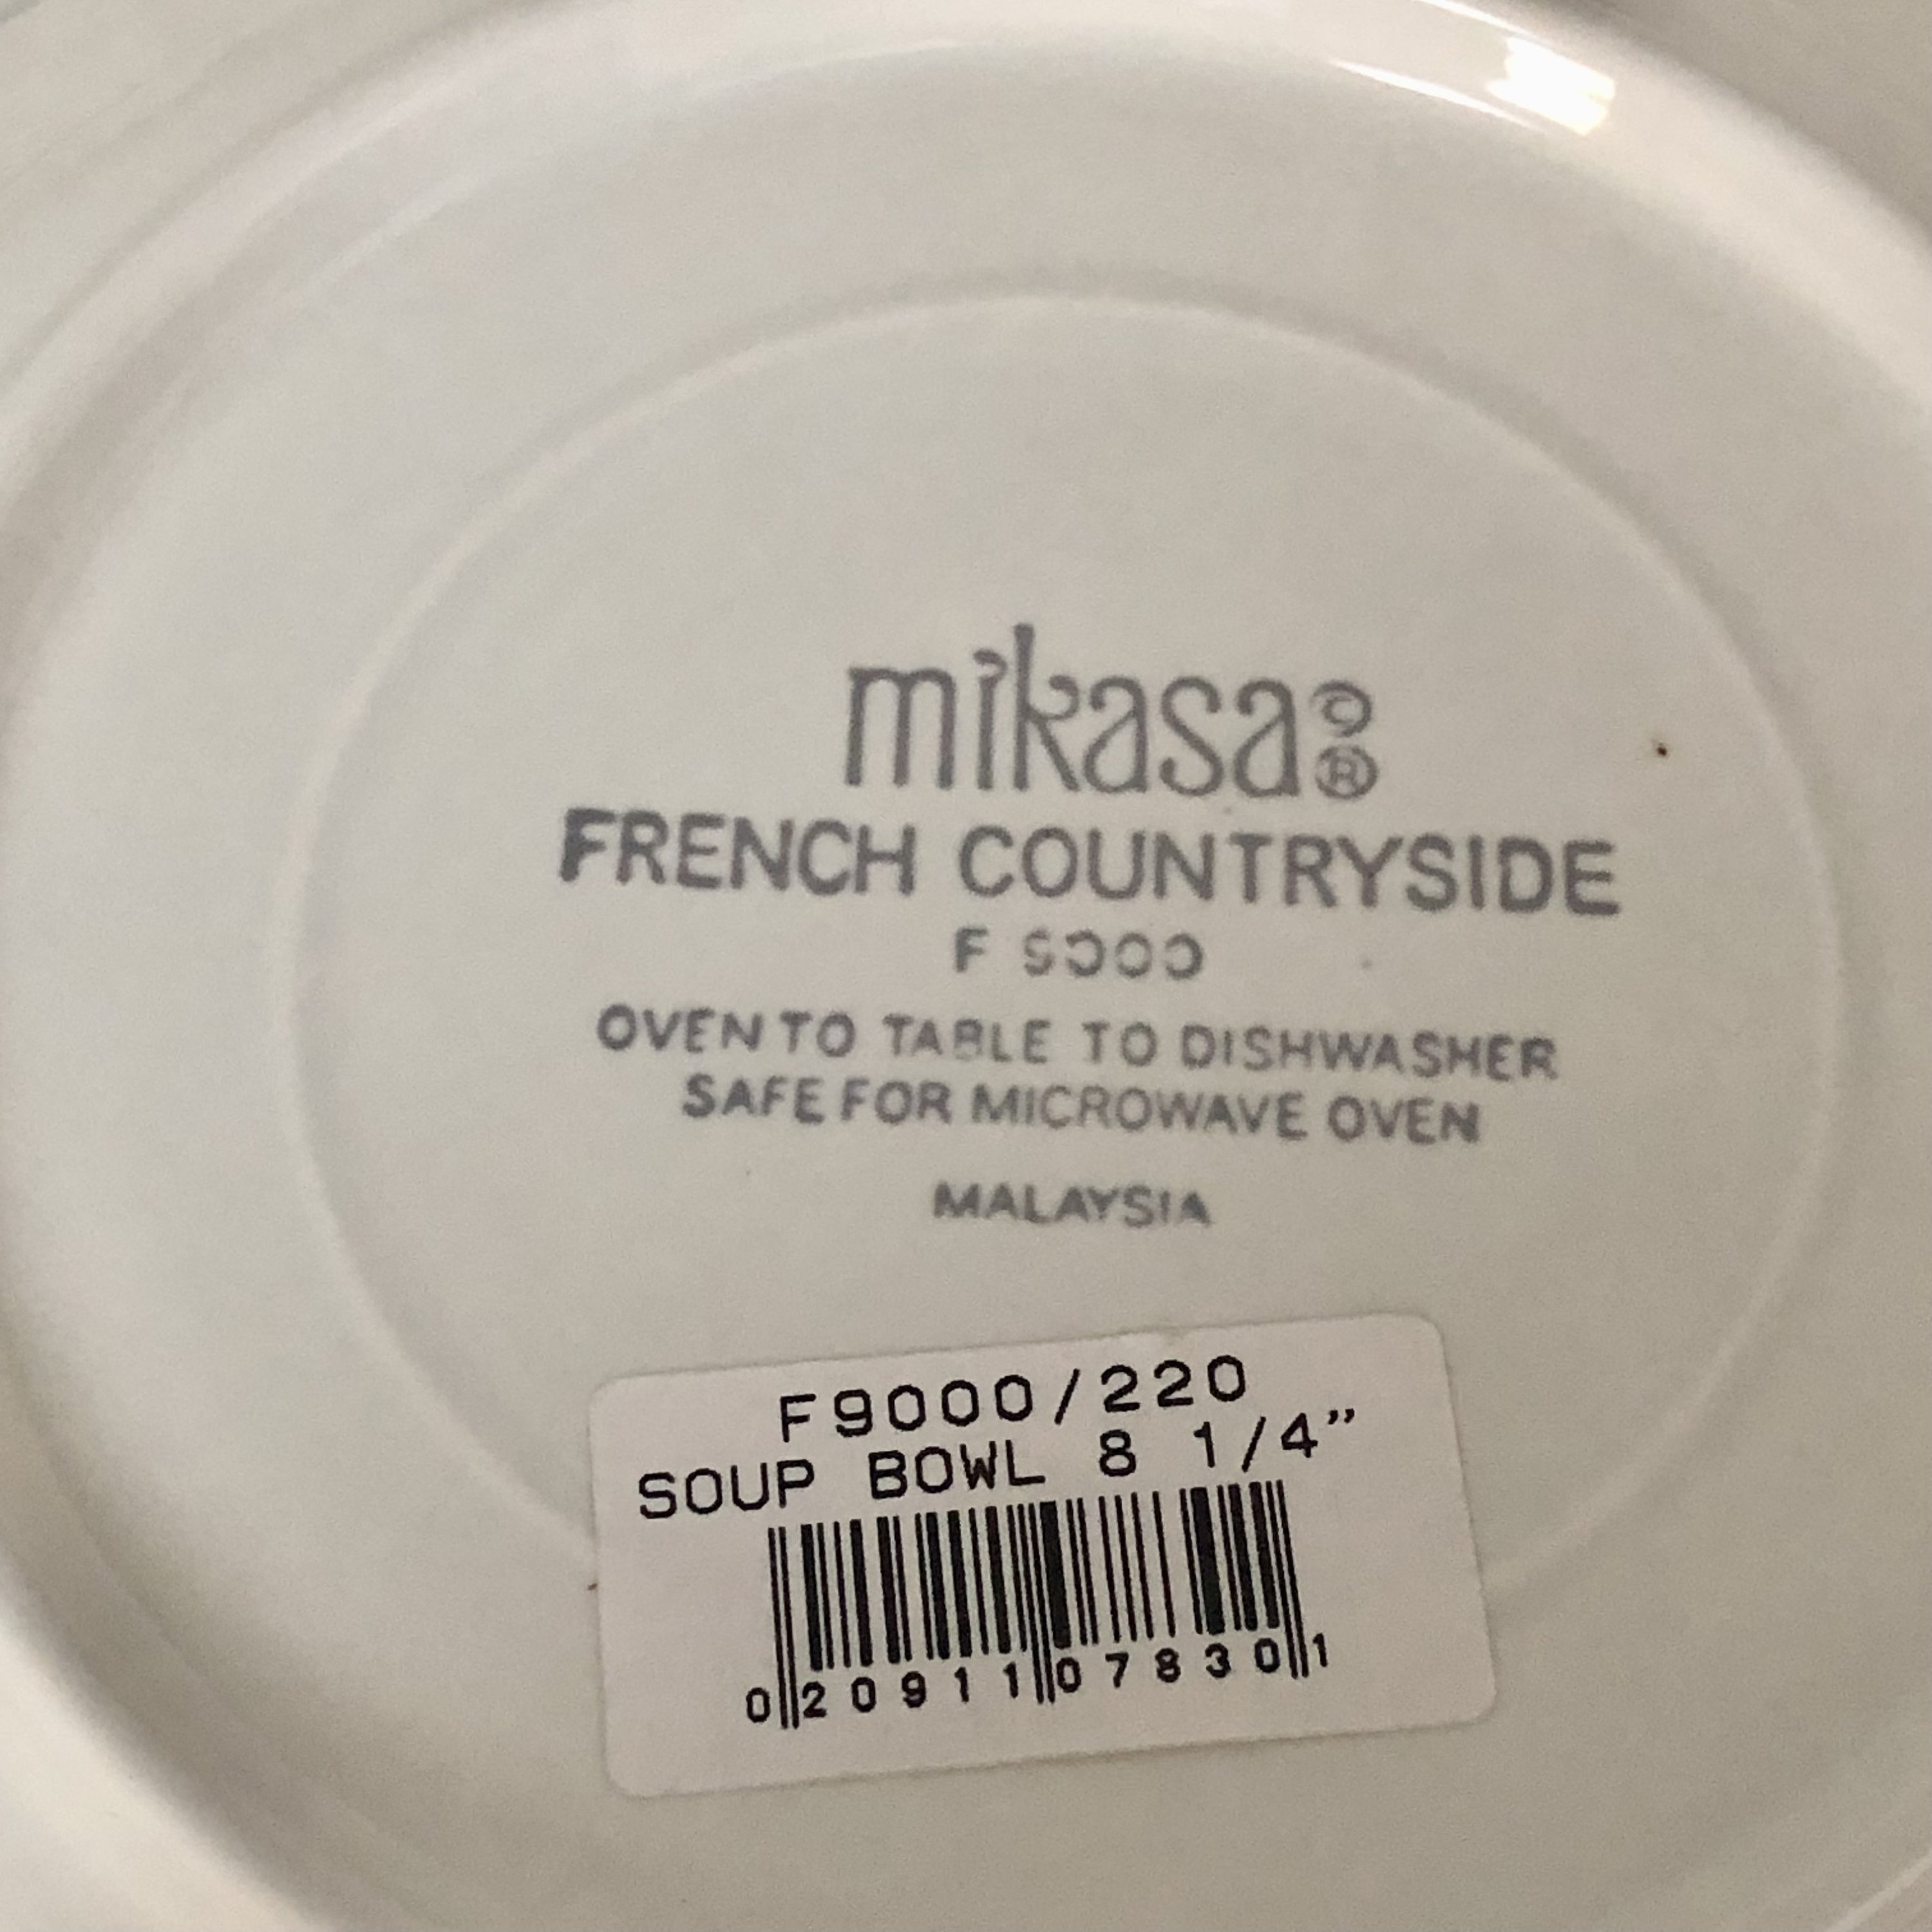 mikasa © ®
FRENCH COUNTRYSIDE
F 9000
OVEN TO TABLE TO DISHWASHER
SAFE FOR MICROWAVE OVEN
MALAYSIA
F9000/220
SOUP BOWL 8 1/4”
0 20911 07830 1